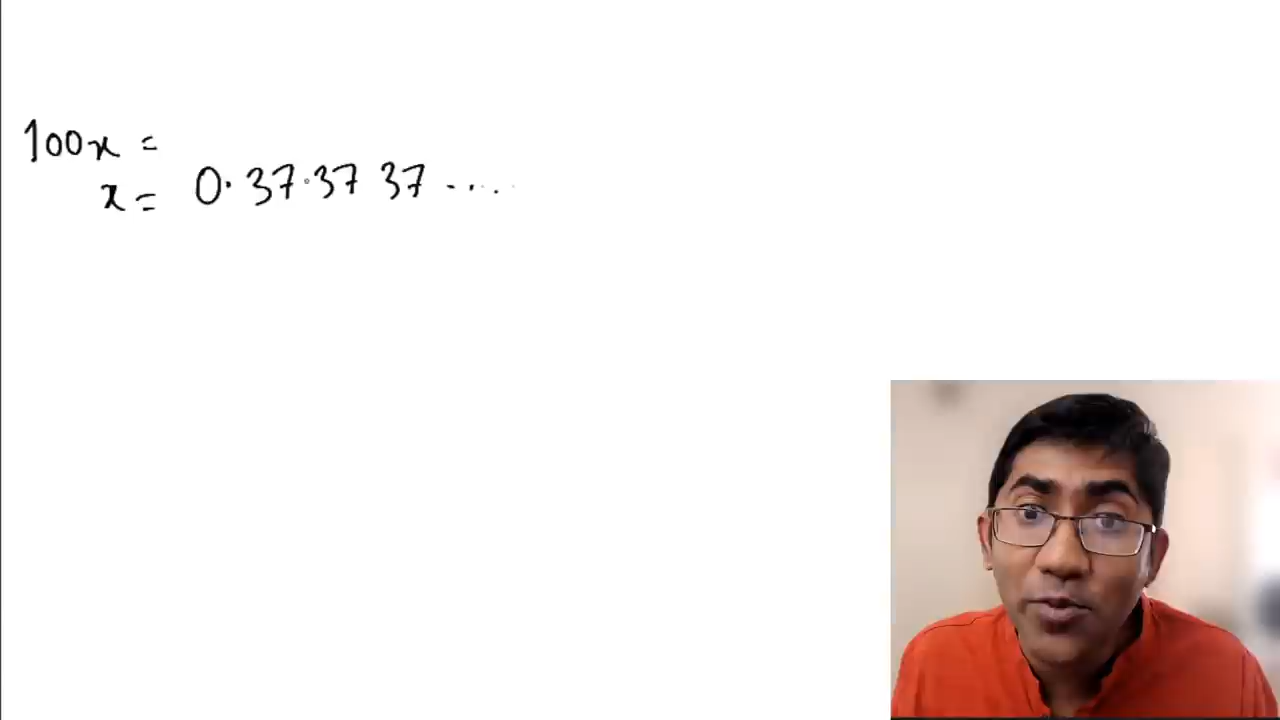 100x =
x = 0.37 37 37 .....